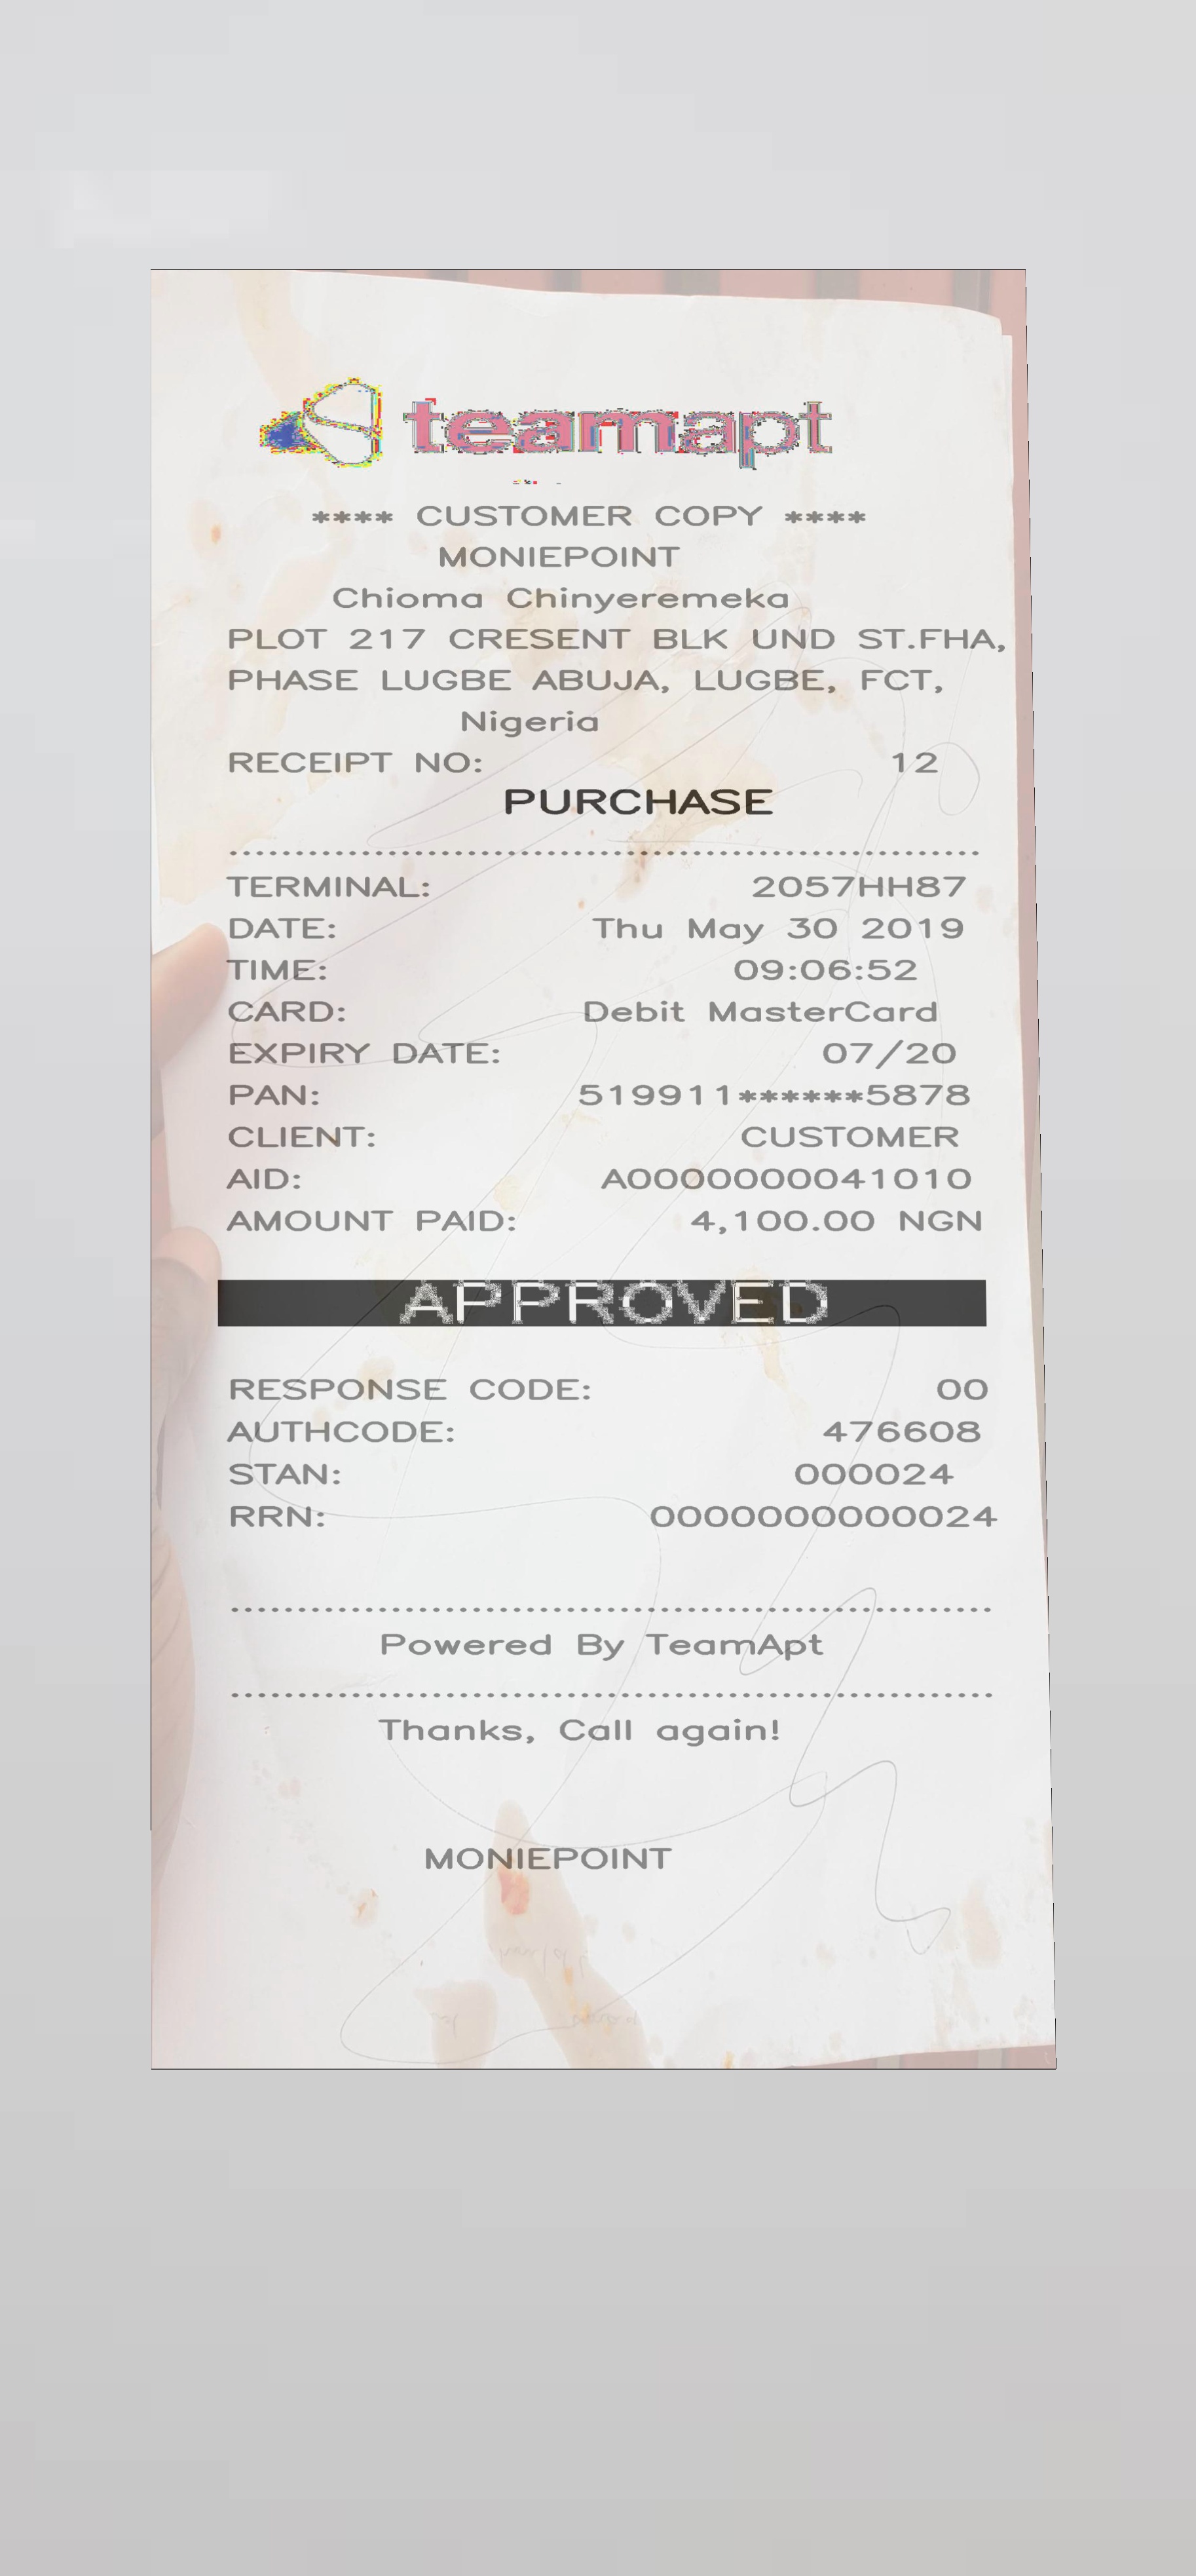 teamapt
**** CUSTOMER COPY ****
MONIEPOINT
Chioma Chinyeremeka
PLOT 217 CRESENT BLK UND ST.FHA,
PHASE LUGBE ABUJA, LUGBE, FCT,
Nigeria
RECEIPT NO: 12
PURCHASE
TERMINAL: 2057HH87
DATE: Thu May 30 2019
TIME: 09:06:52
CARD: Debit MasterCard
EXPIRY DATE: 07/20
PAN: 519911******5878
CLIENT: CUSTOMER
AID: A0000000041010
AMOUNT PAID: 4,100.00 NGN
APPROVED
RESPONSE CODE: 00
AUTHCODE: 476608
STAN: 000024
RRN: 0000000000024
Powered By TeamApt
Thanks, Call again!
MONIEPOINT